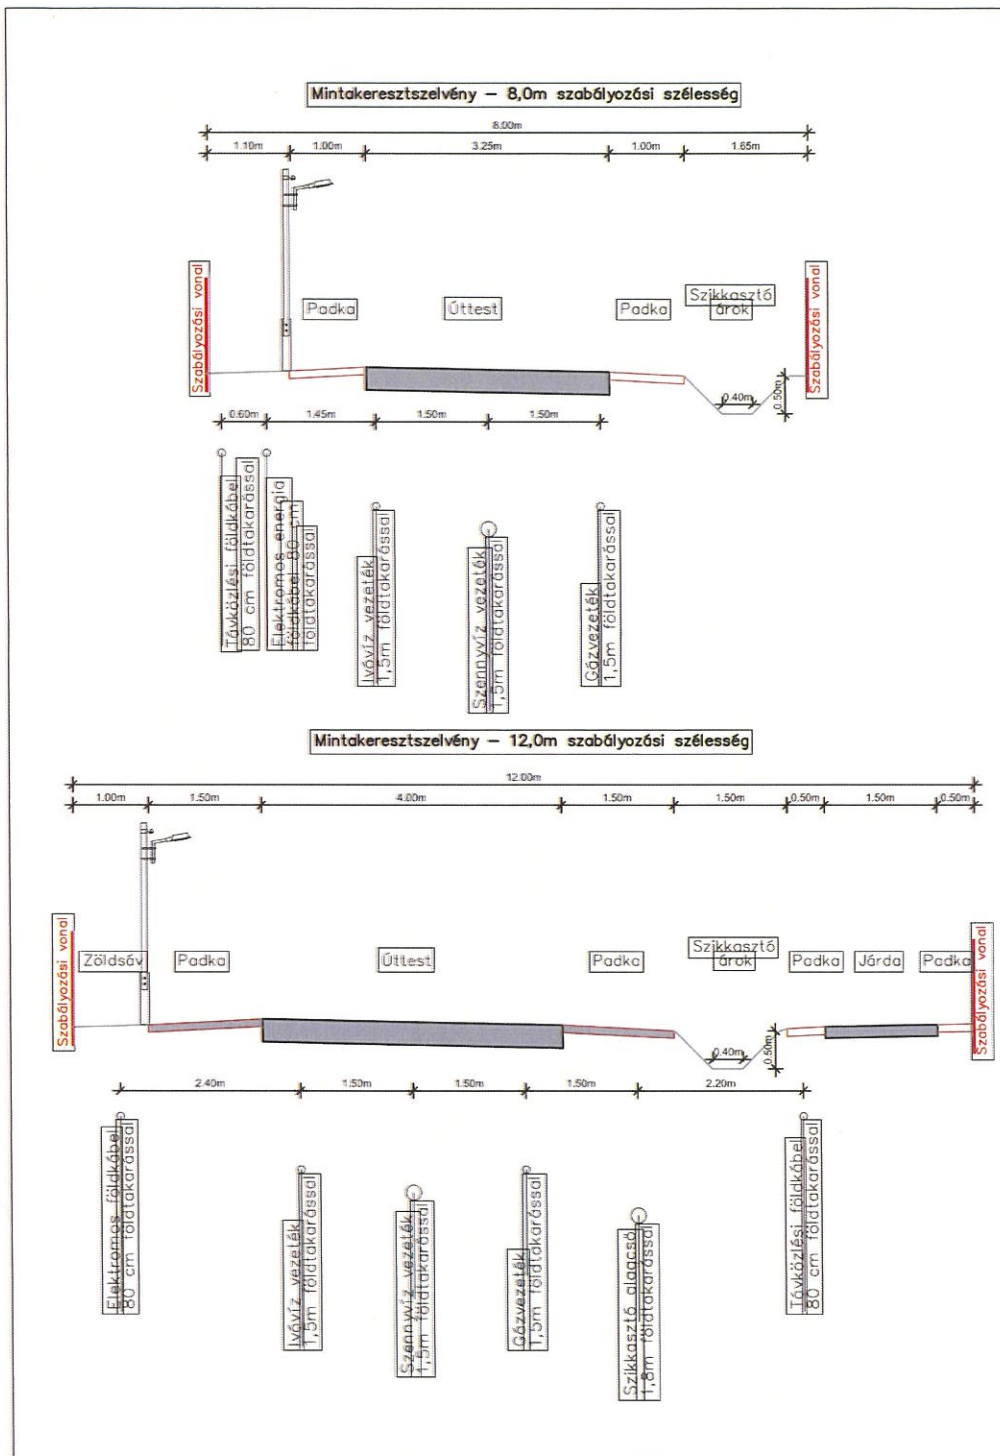 Mintakeresztszelvény – 8,0m szabályozási szélesség
8.00m
1.10m 1.00m 3.25m 1.00m 1.65m
Szabályozási vonal
Padka
Úttest
Padka
Szikkasztó
árok
Szabályozási vonal
0.40m
0.50m
0.60m 1.45m 1.50m 1.50m
Távközlési földkábel
80 cm földtakarással
Elektromos energia
földkábel 80 cm
földtakarással
Ivóvíz vezeték
1,5m földtakarással
Szennyvíz vezeték
1,5m földtakarással
Gázvezeték
1,5m földtakarással
Mintakeresztszelvény – 12,0m szabályozási szélesség
12.00m
1.00m 1.50m 4.00m 1.50m 1.50m 0.50m 1.50m 0.50m
Szabályozási vonal
Zöldsáv
Padka
Úttest
Padka
Szikkasztó
árok
Padka
Járda
Padka
Szabályozási vonal
0.40m
0.50m
2.40m 1.50m 1.50m 1.50m 2.20m
Elektromos földkábel
80 cm földtakarással
Ivóvíz vezeték
1,5m földtakarással
Szennyvíz vezeték
1,5m földtakarással
Gázvezeték
1,5m földtakarással
Szikkasztó alagcső
1,8m földtakarással
Távközlési földkábel
80 cm földtakarással